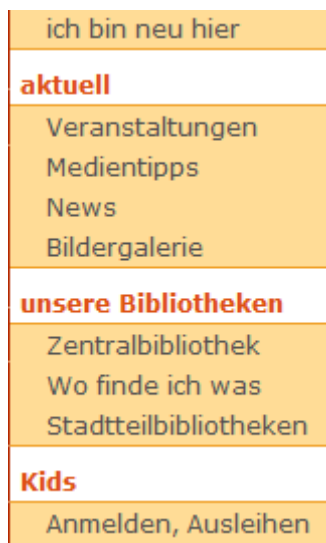 ich bin neu hier
aktuell
Veranstaltungen
Medientipps
News
Bildergalerie
unsere Bibliotheken
Zentralbibliothek
Wo finde ich was
Stadtteilbibliotheken
Kids
Anmelden, Ausleihen